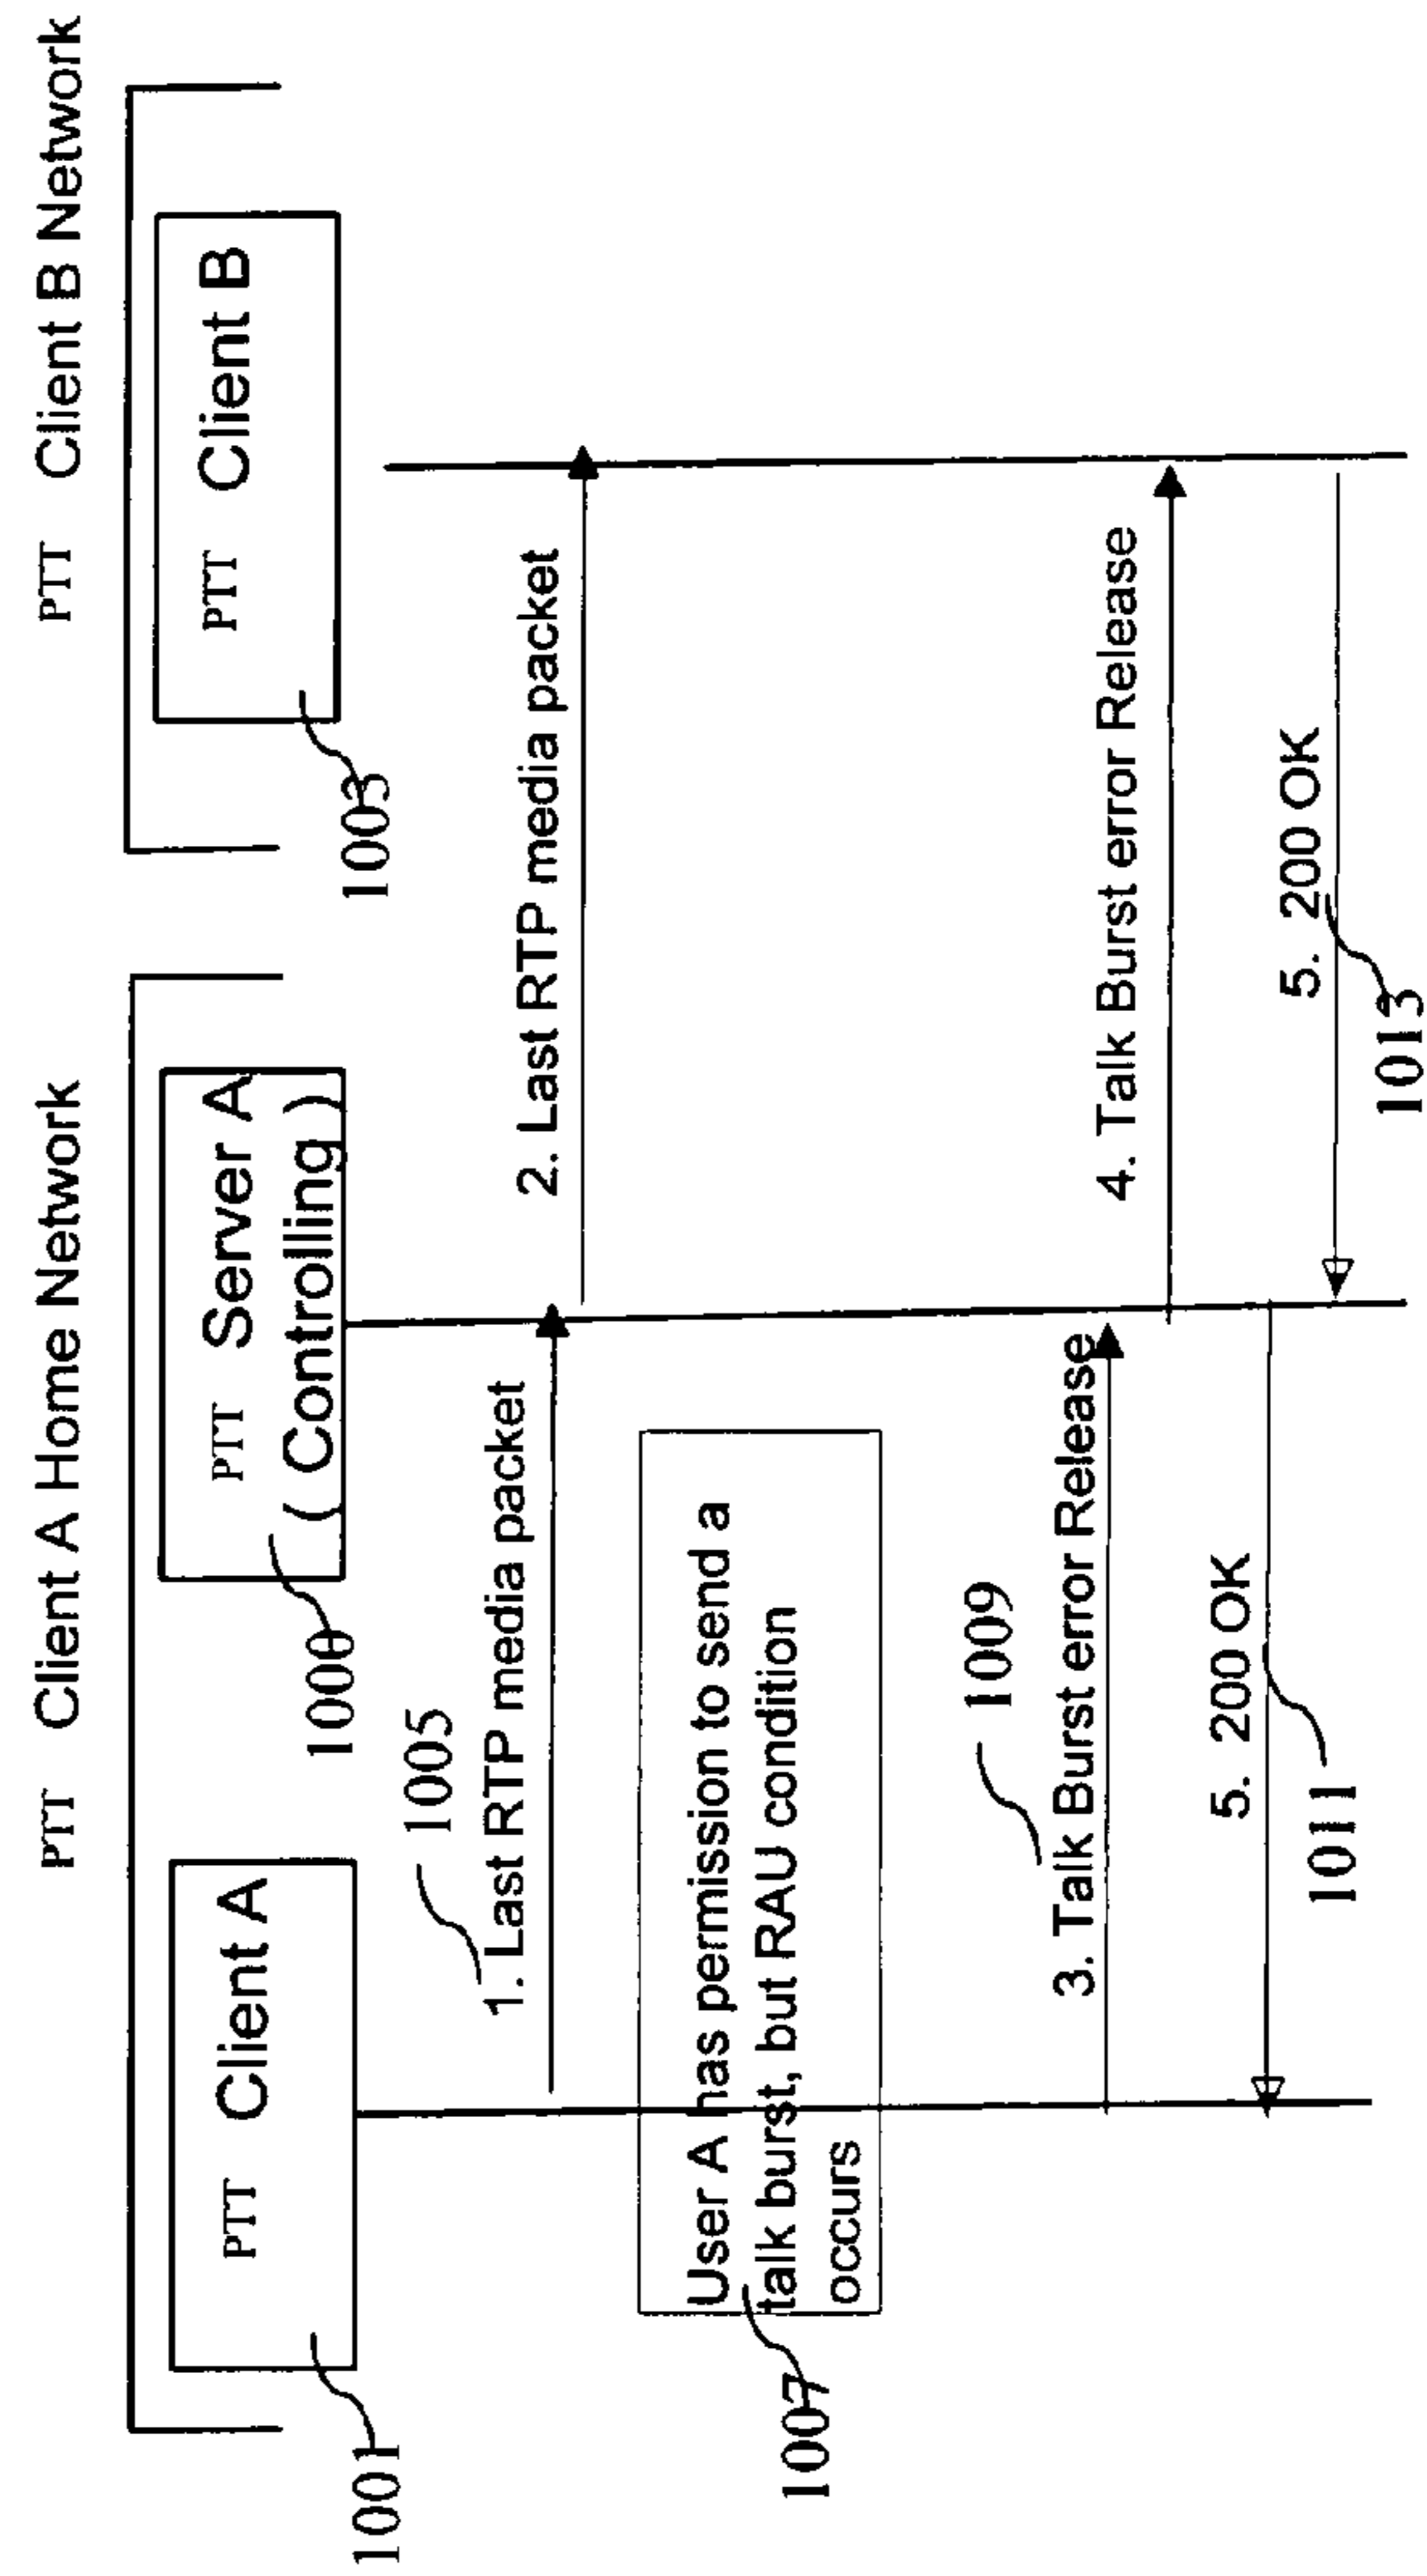 PTT Client A Home Network
PTT Client B Network
PTT Client A
PTT Server A
( Controlling )
PTT Client B
1001
1000
1003
1005
1. Last RTP media packet
2. Last RTP media packet
User A has permission to send a
talk burst, but RAU condition
occurs
1007
1009
3. Talk Burst error Release
4. Talk Burst error Release
5. 200 OK
5. 200 OK
1011
1013